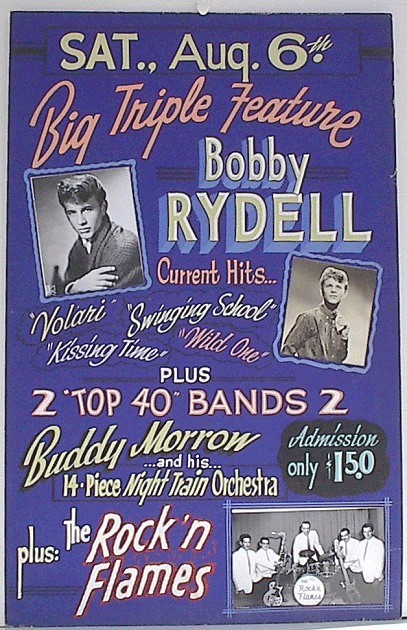 SAT., Aug. 6th
Big Triple Feature
Bobby
RYDELL
Current Hits...
"Volari" "Swinging School"
"Kissing Time" "Wild One"
PLUS
2 "TOP 40" BANDS 2
Buddy Morrow
...and his...
14-Piece Night Train Orchestra
Admission
only $1.50
plus: the Rock'n
Flames
Rock'n
Flames